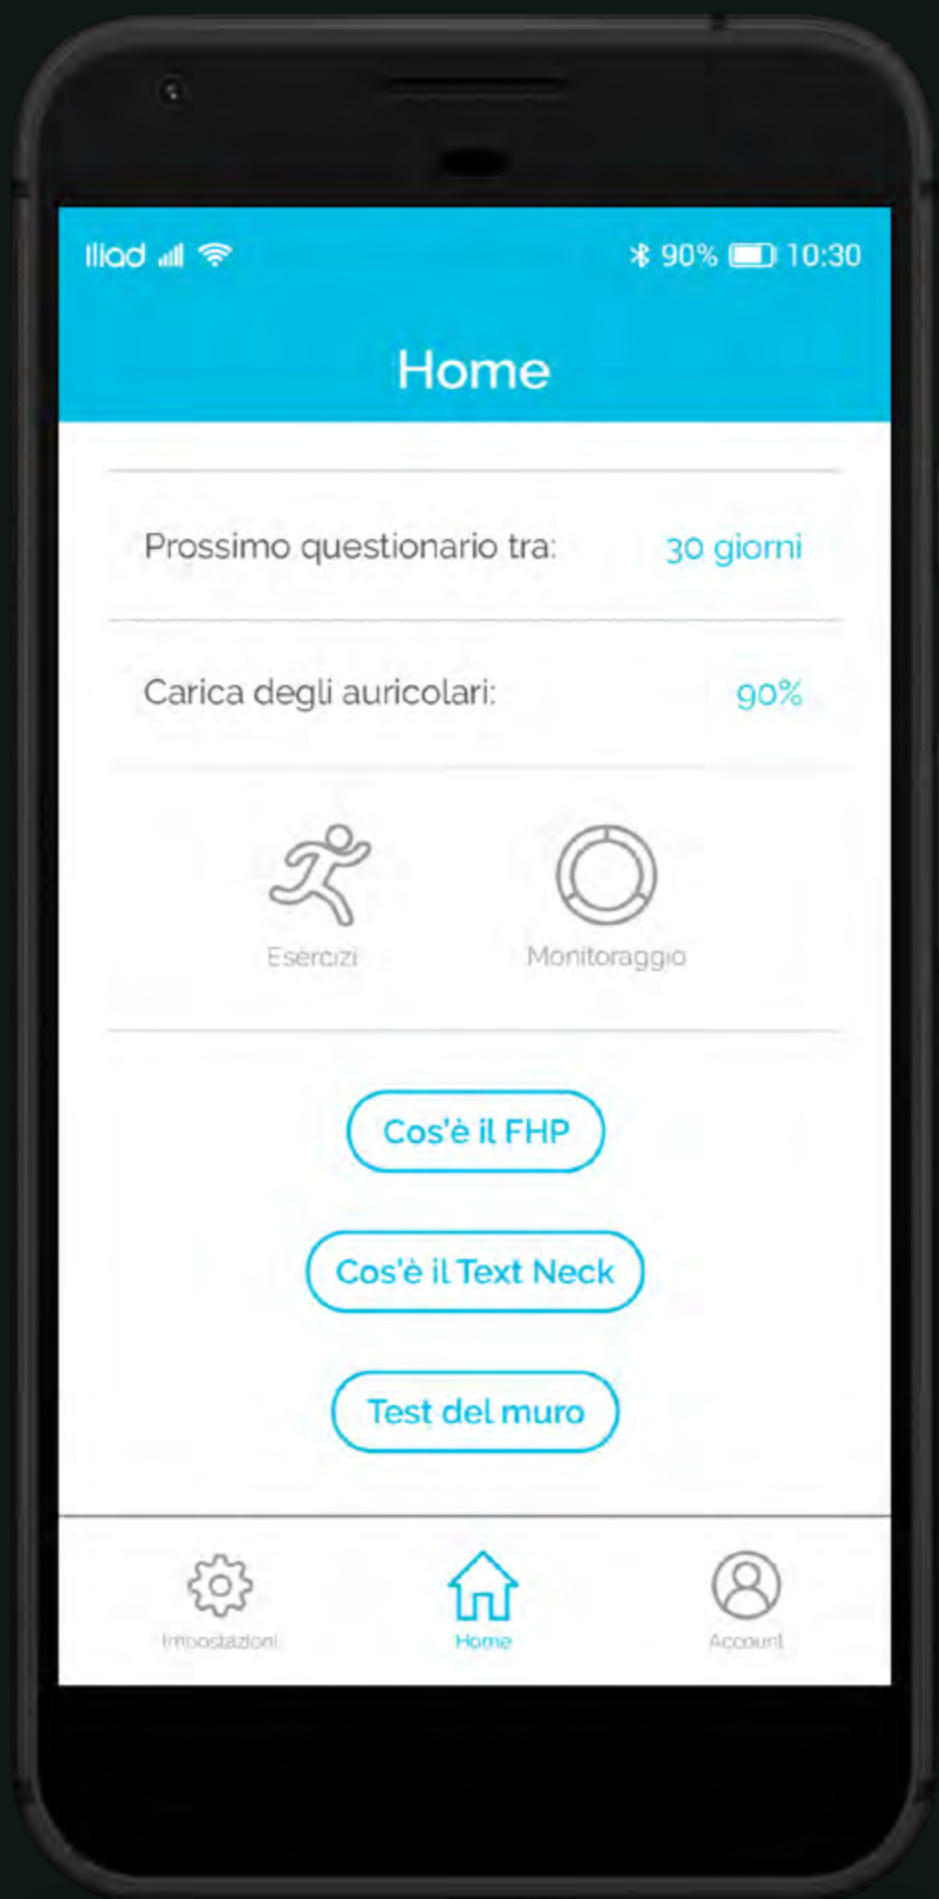 Iliad 90% 10:30
Home
Prossimo questionario tra: 30 giorni
Carica degli auricolari: 90%
Esercizi Monitoraggio
Cos'è il FHP
Cos'è il Text Neck
Test del muro
Impostazioni Home Account